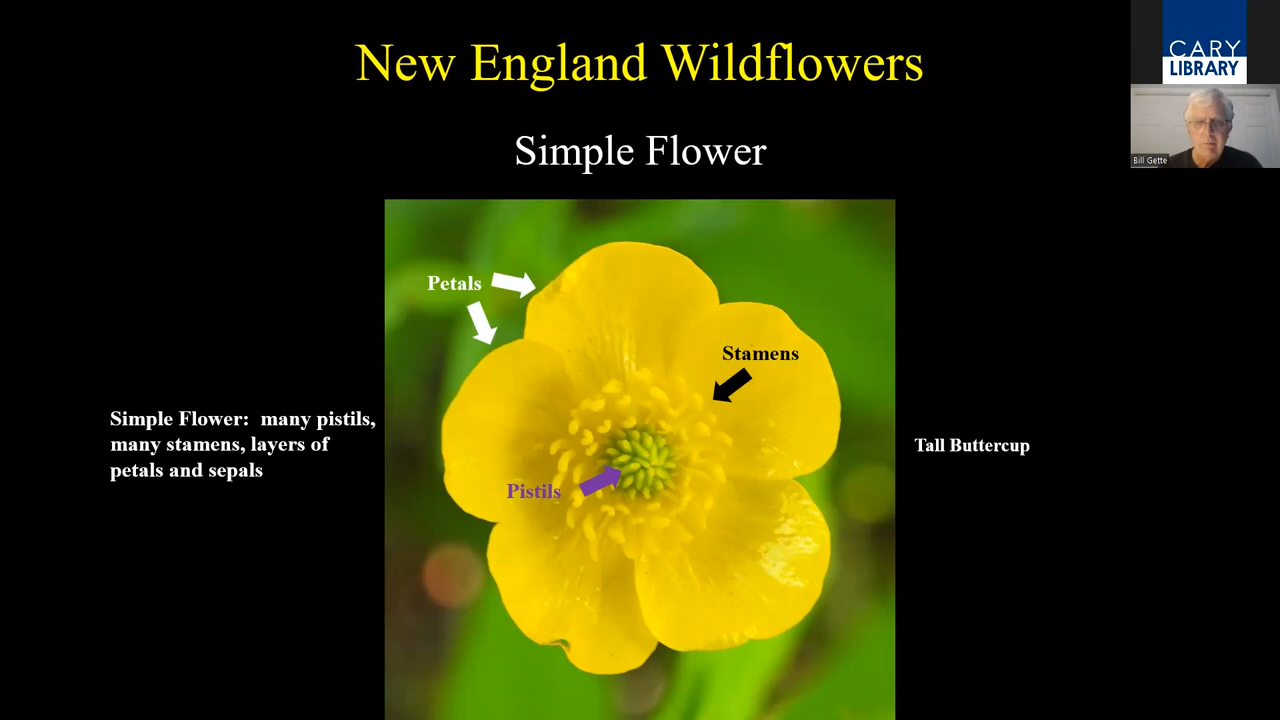 New England Wildflowers
CARY
LIBRARY
Bill Gette
Simple Flower
Petals
Stamens
Simple Flower:  many pistils,
many stamens, layers of
petals and sepals
Tall Buttercup
Pistils